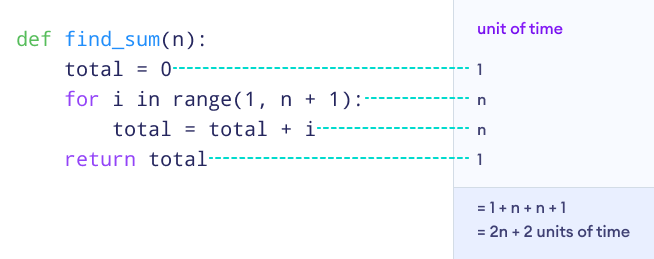 unit of time
def find_sum(n):
total = 0 1
for i in range(1, n + 1): n
total = total + i n
return total 1
= 1 + n + n + 1
= 2n + 2 units of time